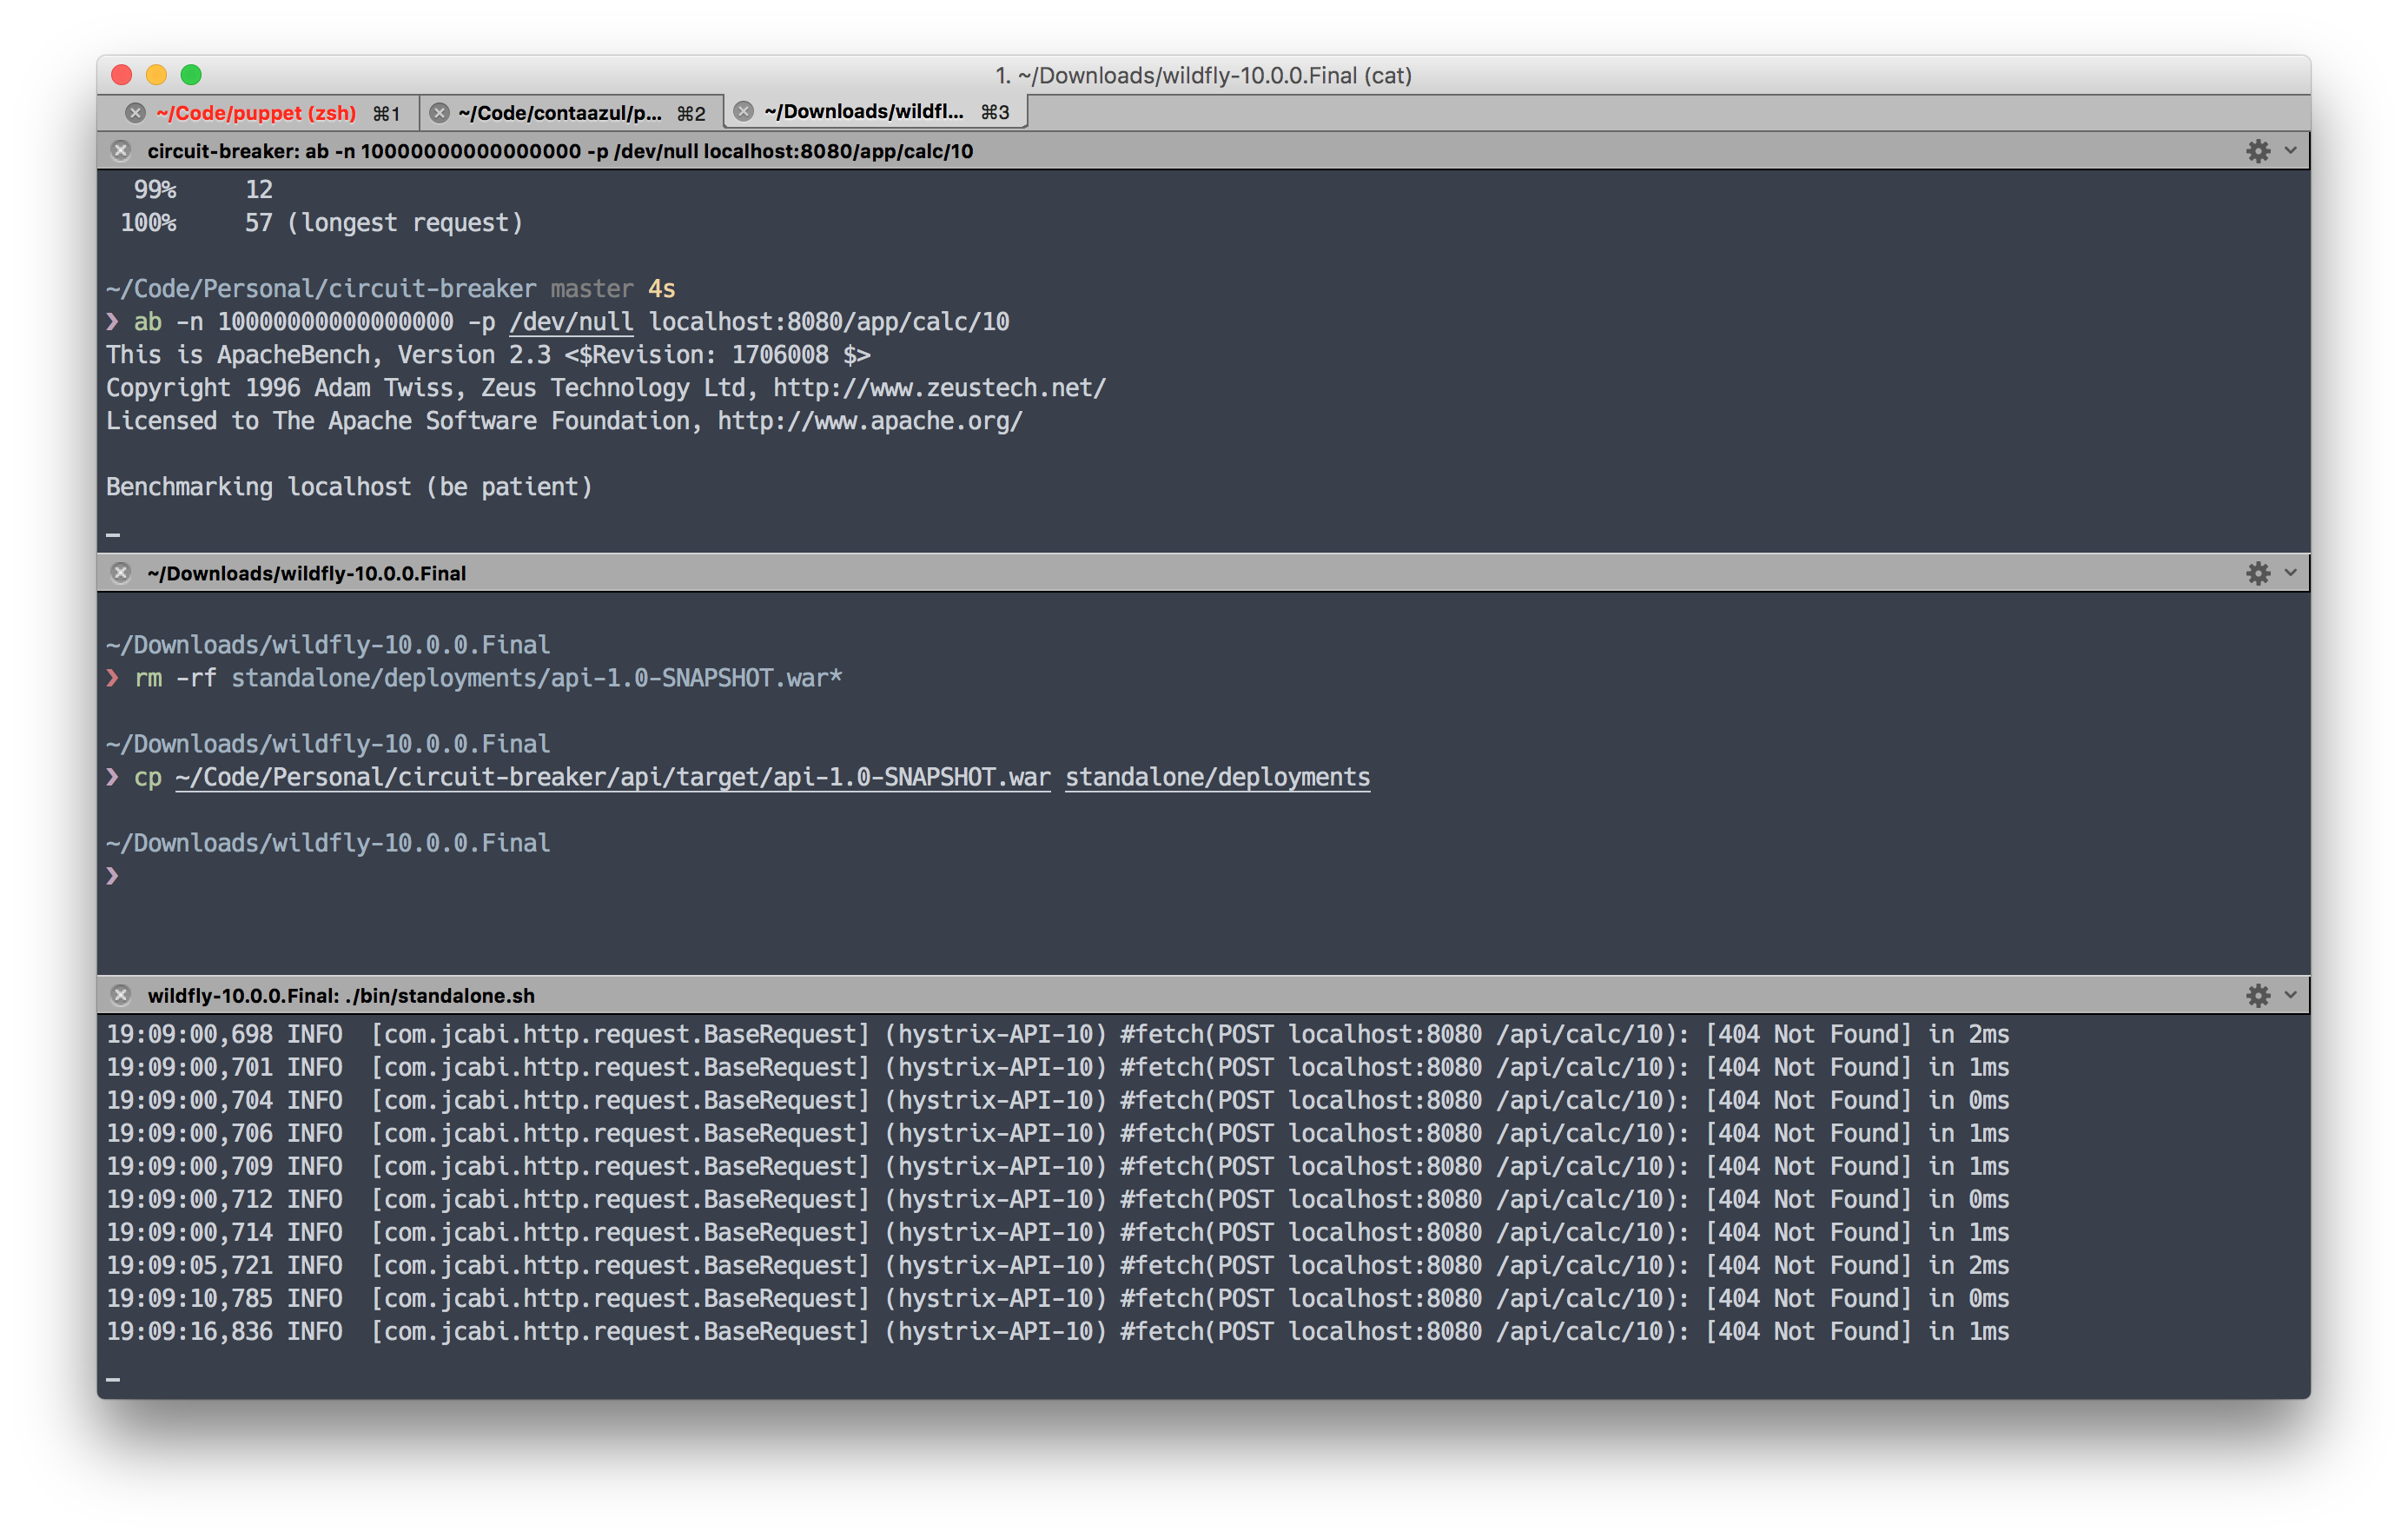 1. ~/Downloads/wildfly-10.0.0.Final (cat)
~/Code/puppet (zsh) ⌘1 ~/Code/contaazul/p... ⌘2 ~/Downloads/wildfl... ⌘3
circuit-breaker: ab -n 10000000000000000 -p /dev/null localhost:8080/app/calc/10
99% 12
100% 57 (longest request)
~/Code/Personal/circuit-breaker master 4s
❯ ab -n 10000000000000000 -p /dev/null localhost:8080/app/calc/10
This is ApacheBench, Version 2.3 <$Revision: 1706008 $>
Copyright 1996 Adam Twiss, Zeus Technology Ltd, http://www.zeustech.net/
Licensed to The Apache Software Foundation, http://www.apache.org/
Benchmarking localhost (be patient)
~/Downloads/wildfly-10.0.0.Final
~/Downloads/wildfly-10.0.0.Final
❯ rm -rf standalone/deployments/api-1.0-SNAPSHOT.war*
~/Downloads/wildfly-10.0.0.Final
❯ cp ~/Code/Personal/circuit-breaker/api/target/api-1.0-SNAPSHOT.war standalone/deployments
~/Downloads/wildfly-10.0.0.Final
❯
wildfly-10.0.0.Final: ./bin/standalone.sh
19:09:00,698 INFO [com.jcabi.http.request.BaseRequest] (hystrix-API-10) #fetch(POST localhost:8080 /api/calc/10): [404 Not Found] in 2ms
19:09:00,701 INFO [com.jcabi.http.request.BaseRequest] (hystrix-API-10) #fetch(POST localhost:8080 /api/calc/10): [404 Not Found] in 1ms
19:09:00,704 INFO [com.jcabi.http.request.BaseRequest] (hystrix-API-10) #fetch(POST localhost:8080 /api/calc/10): [404 Not Found] in 0ms
19:09:00,706 INFO [com.jcabi.http.request.BaseRequest] (hystrix-API-10) #fetch(POST localhost:8080 /api/calc/10): [404 Not Found] in 1ms
19:09:00,709 INFO [com.jcabi.http.request.BaseRequest] (hystrix-API-10) #fetch(POST localhost:8080 /api/calc/10): [404 Not Found] in 1ms
19:09:00,712 INFO [com.jcabi.http.request.BaseRequest] (hystrix-API-10) #fetch(POST localhost:8080 /api/calc/10): [404 Not Found] in 0ms
19:09:00,714 INFO [com.jcabi.http.request.BaseRequest] (hystrix-API-10) #fetch(POST localhost:8080 /api/calc/10): [404 Not Found] in 1ms
19:09:05,721 INFO [com.jcabi.http.request.BaseRequest] (hystrix-API-10) #fetch(POST localhost:8080 /api/calc/10): [404 Not Found] in 2ms
19:09:10,785 INFO [com.jcabi.http.request.BaseRequest] (hystrix-API-10) #fetch(POST localhost:8080 /api/calc/10): [404 Not Found] in 0ms
19:09:16,836 INFO [com.jcabi.http.request.BaseRequest] (hystrix-API-10) #fetch(POST localhost:8080 /api/calc/10): [404 Not Found] in 1ms